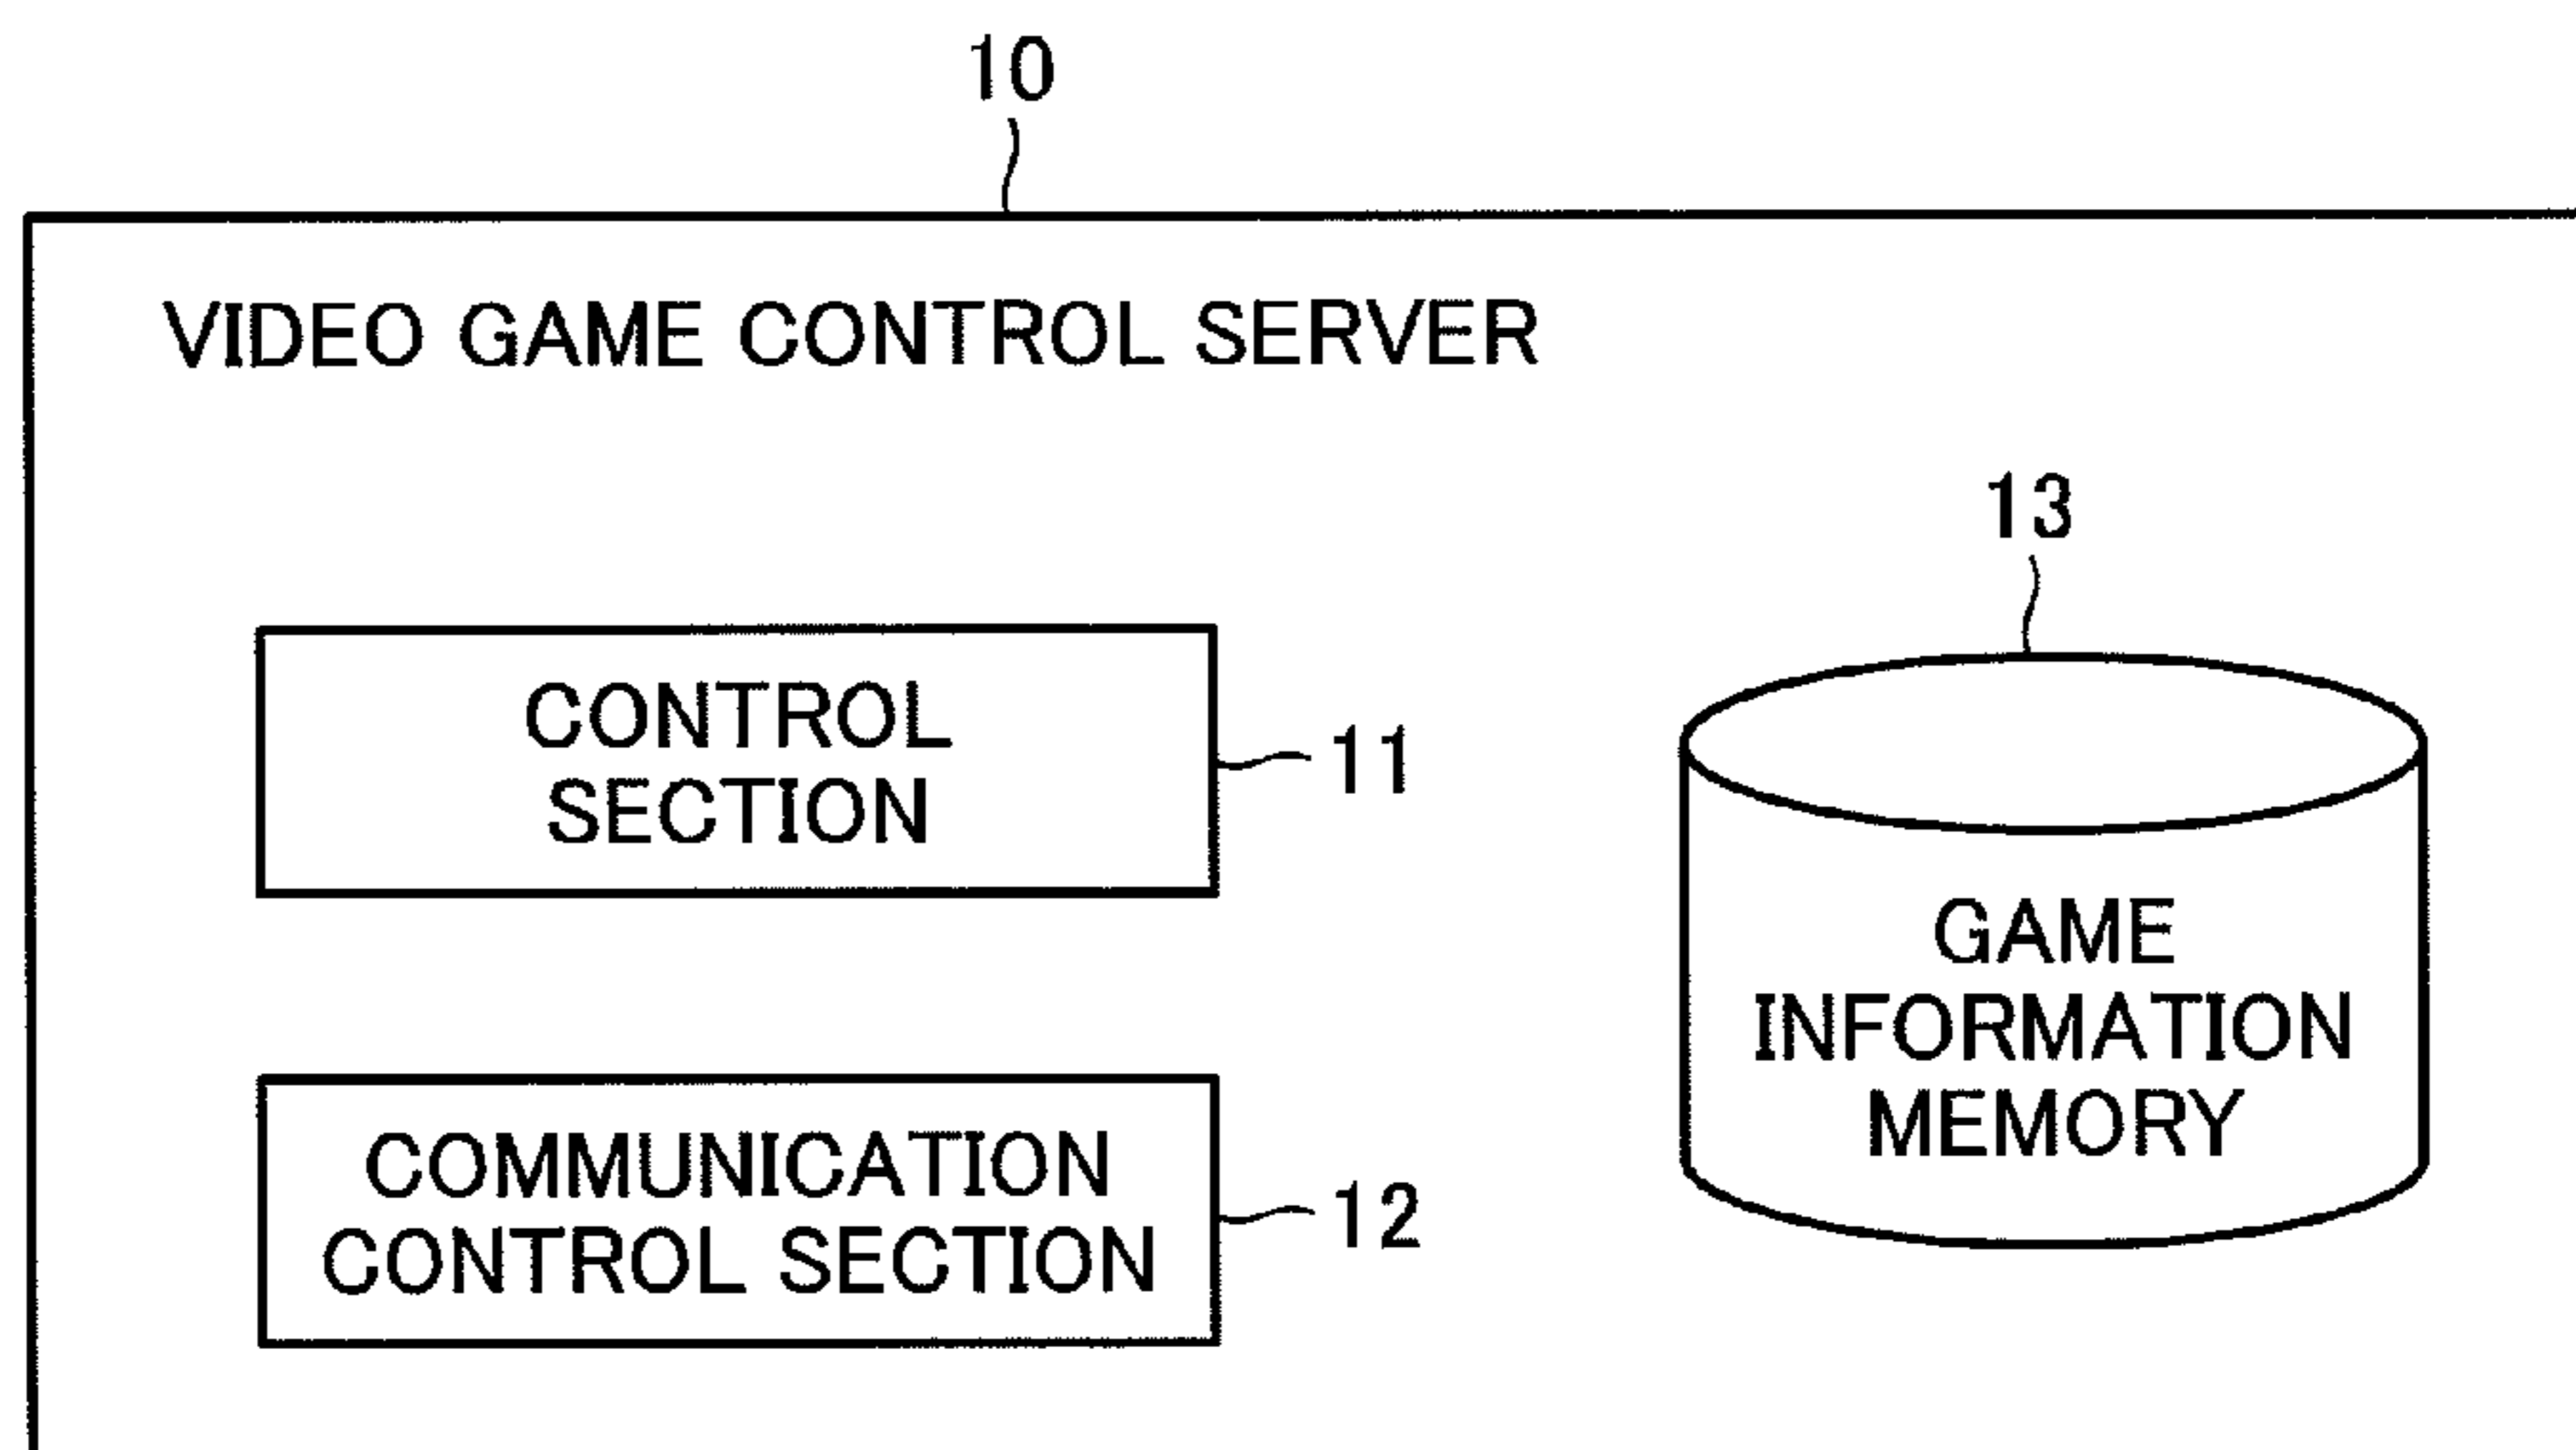 10
VIDEO GAME CONTROL SERVER
13
CONTROL
SECTION
11
GAME
INFORMATION
MEMORY
COMMUNICATION
CONTROL SECTION
12